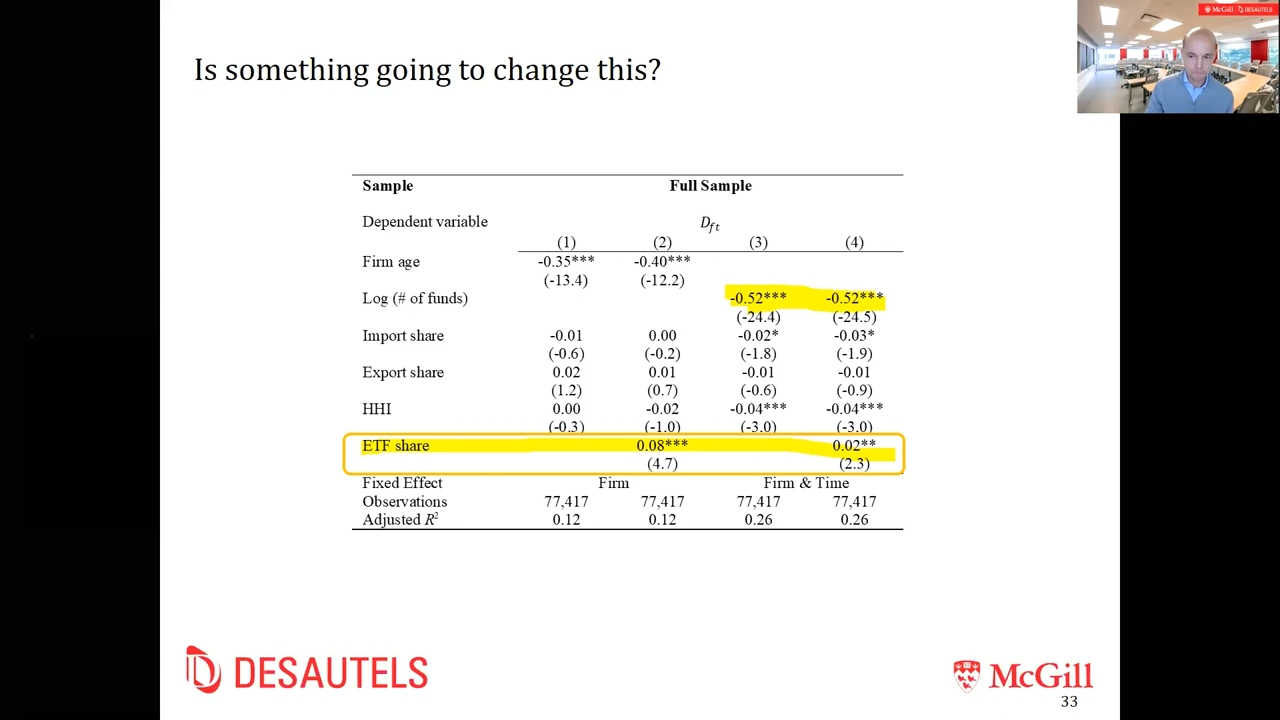 McGill DESAUTELS
Is something going to change this?
Sample Full Sample
Dependent variable D_ft
(1) (2) (3) (4)
Firm age -0.35*** -0.40***
(-13.4) (-12.2)
Log (# of funds) -0.52*** -0.52***
(-24.4) (-24.5)
Import share -0.01 0.00 -0.02* -0.03*
(-0.6) (-0.2) (-1.8) (-1.9)
Export share 0.02 0.01 -0.01 -0.01
(1.2) (0.7) (-0.6) (-0.9)
HHI 0.00 -0.02 -0.04*** -0.04***
(-0.3) (-1.0) (-3.0) (-3.0)
ETF share 0.08*** 0.02**
(4.7) (2.3)
Fixed Effect Firm Firm & Time
Observations 77,417 77,417 77,417 77,417
Adjusted R² 0.12 0.12 0.26 0.26
DESAUTELS
McGill
33